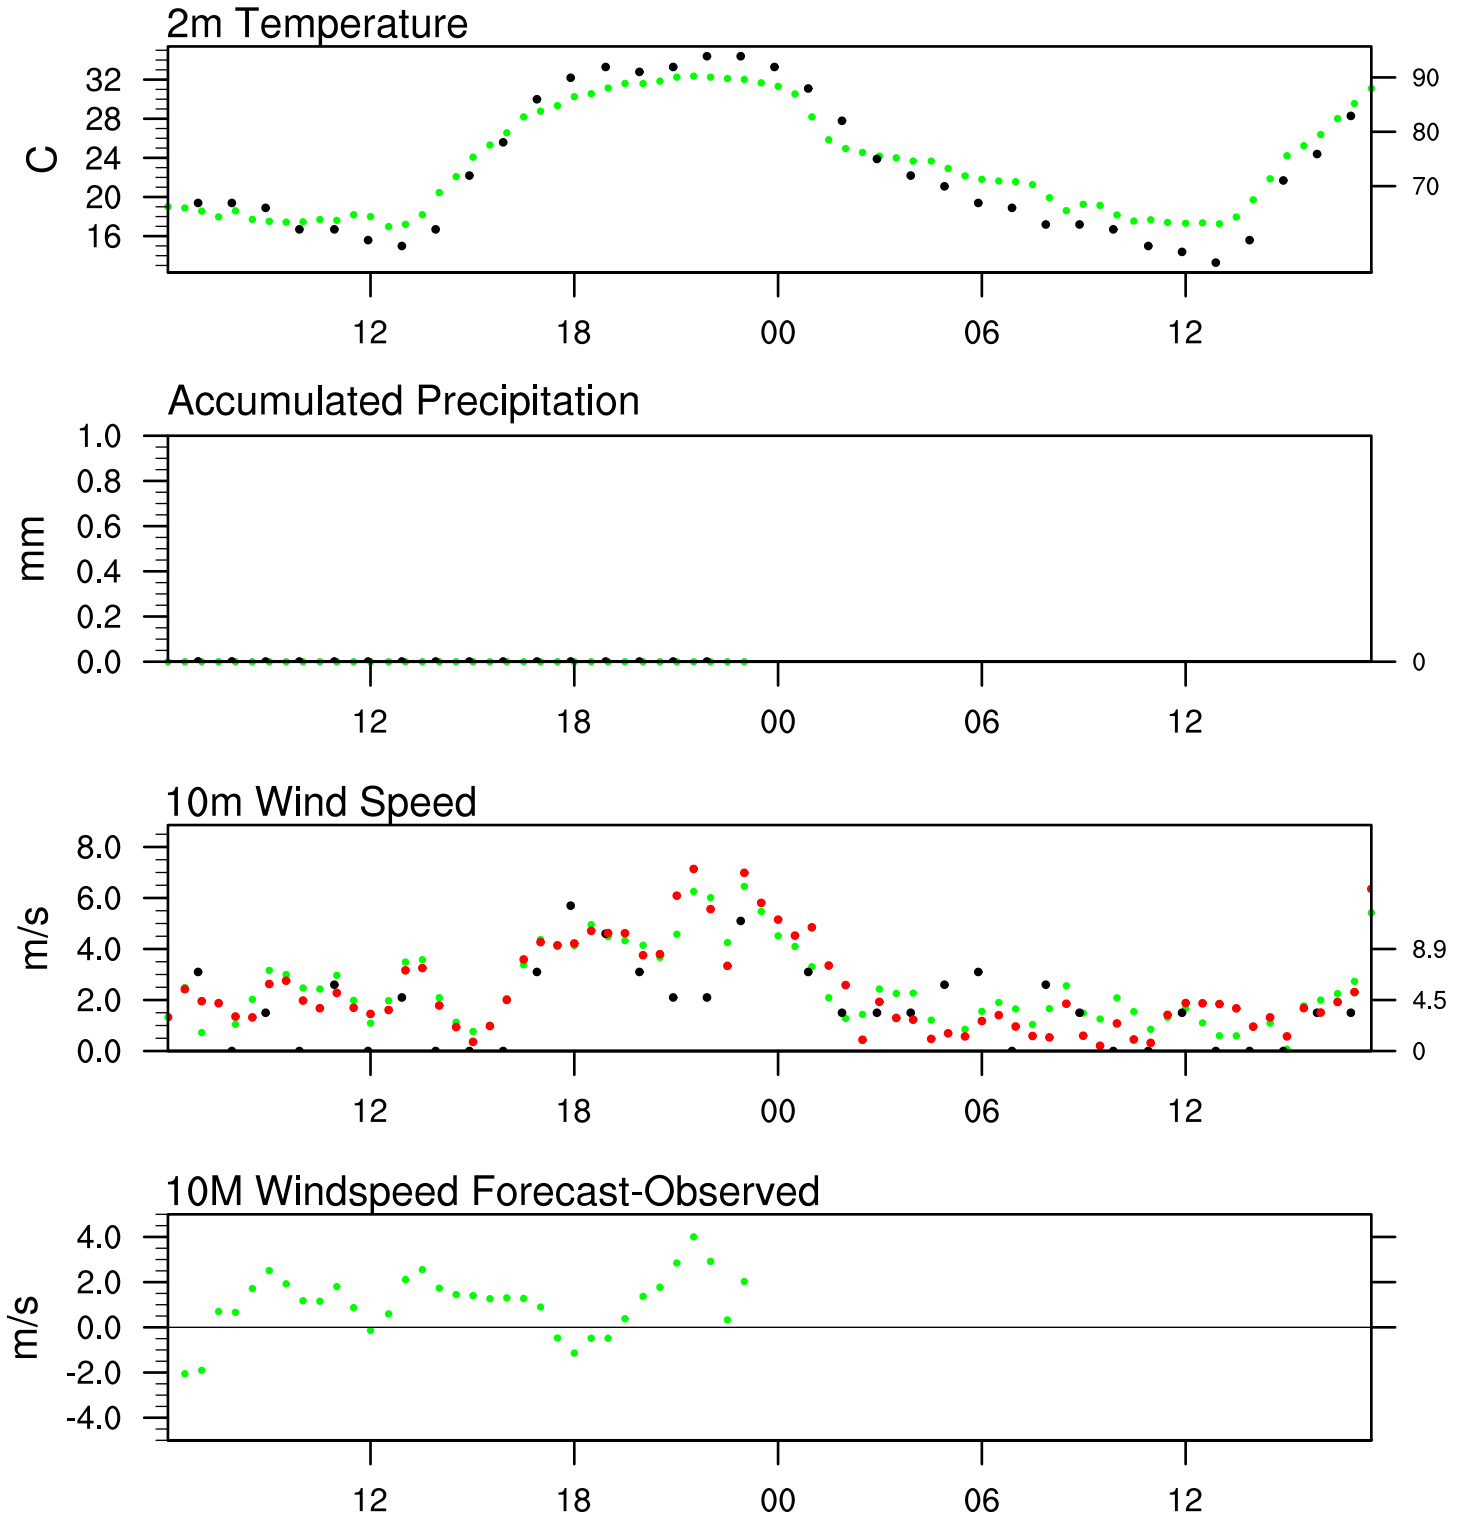 2m Temperature
32
28
24
20
16
C
90
80
70
12 18 00 06 12
Accumulated Precipitation
1.0
0.8
0.6
0.4
0.2
0.0
mm
0
12 18 00 06 12
10m Wind Speed
8.0
6.0
4.0
2.0
0.0
m/s
8.9
4.5
0
12 18 00 06 12
10M Windspeed Forecast-Observed
4.0
2.0
0.0
-2.0
-4.0
m/s
12 18 00 06 12